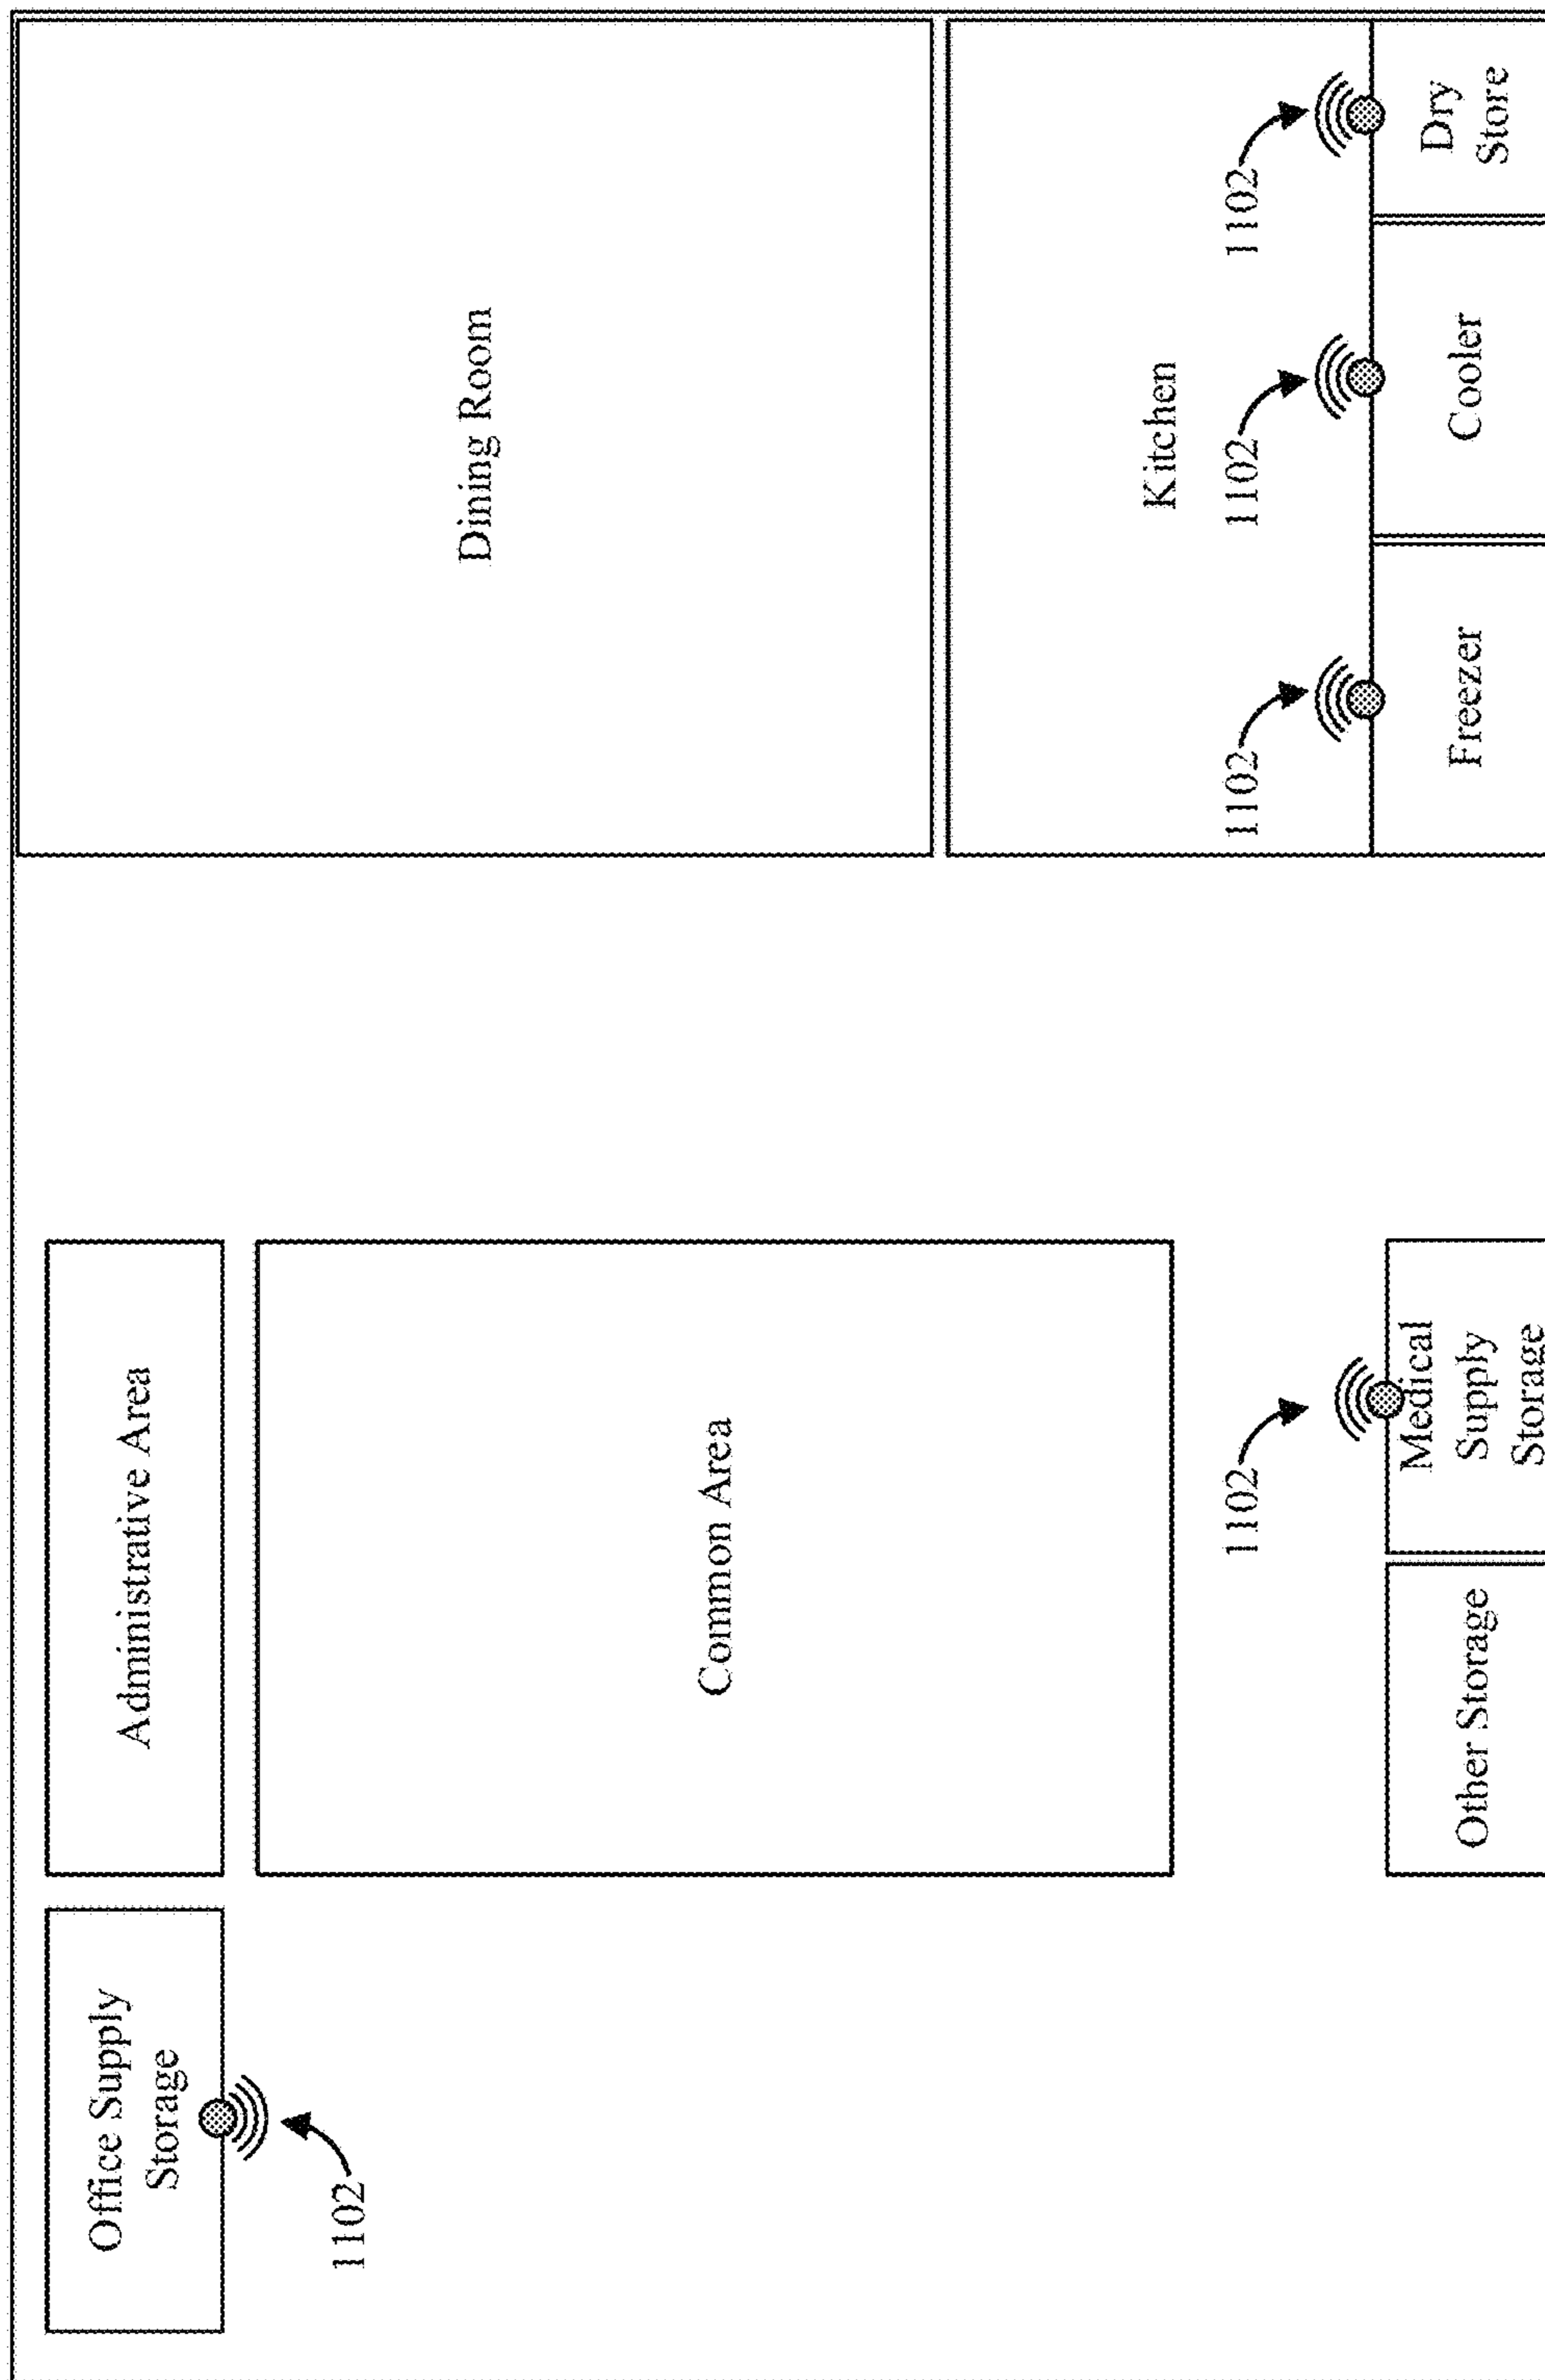 Office Supply
Storage
1102
Administrative Area
Common Area
Other Storage
1102
Medical
Supply
Storage
Dining Room
Kitchen
1102
1102
1102
Freezer
Cooler
Dry
Store